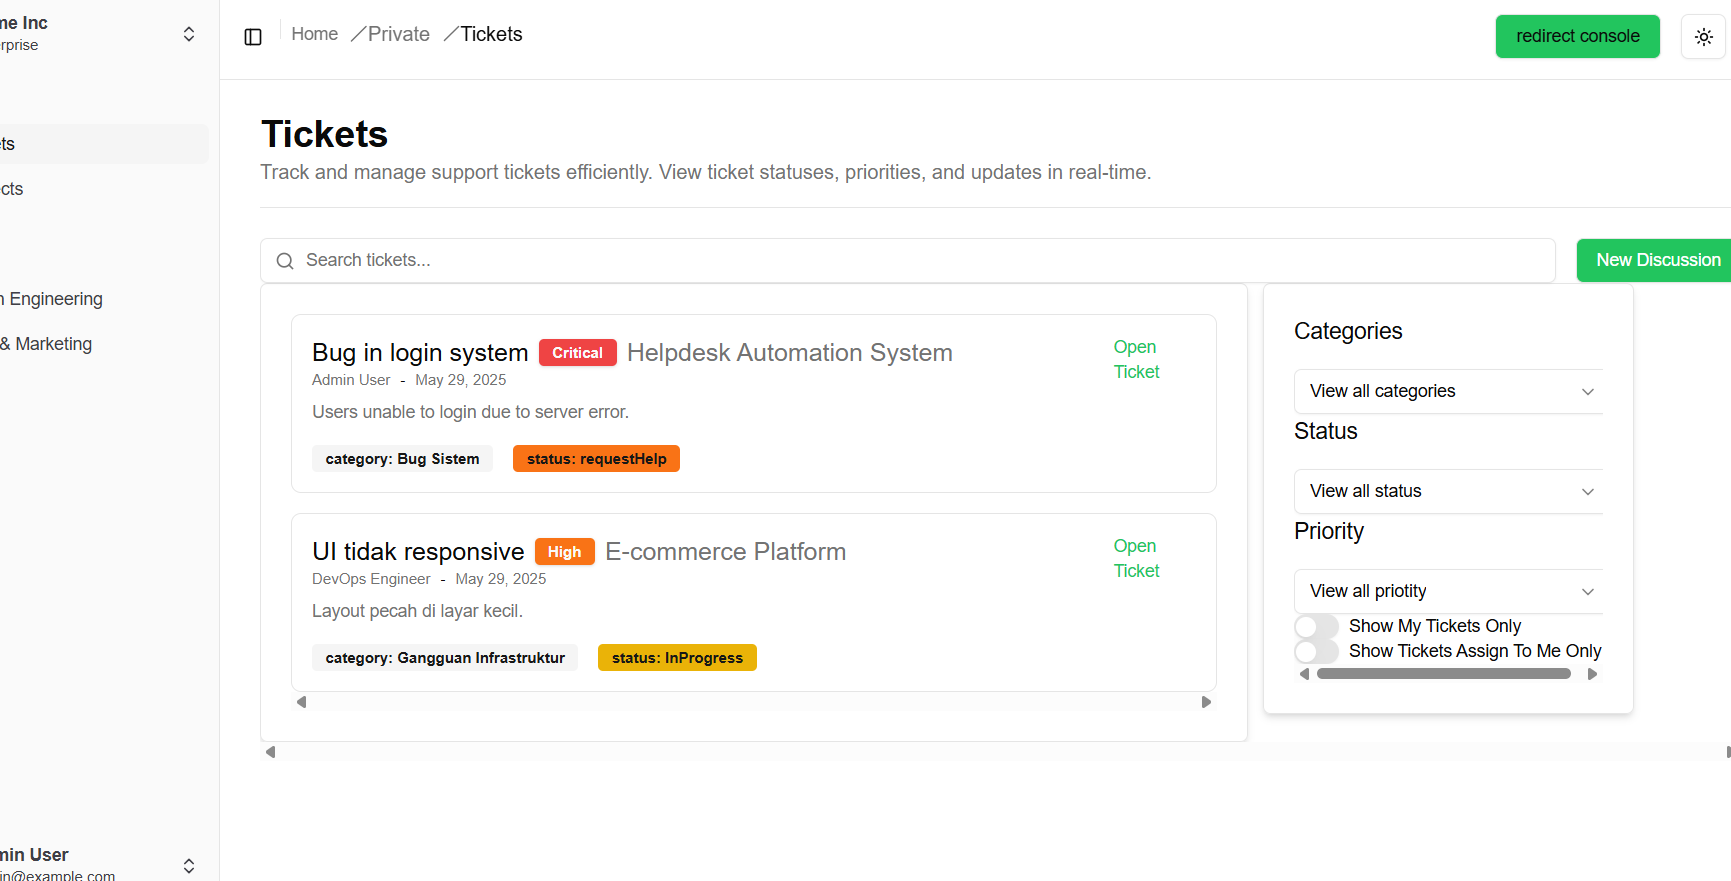 me Inc
rprise
ts
cts
n Engineering
& Marketing
min User
in@example.com
Home Private Tickets
redirect console
Tickets
Track and manage support tickets efficiently. View ticket statuses, priorities, and updates in real-time.
Search tickets...
New Discussion
Bug in login system Critical Helpdesk Automation System
Open
Ticket
Admin User - May 29, 2025
Users unable to login due to server error.
category: Bug Sistem status: requestHelp
UI tidak responsive High E-commerce Platform
Open
Ticket
DevOps Engineer - May 29, 2025
Layout pecah di layar kecil.
category: Gangguan Infrastruktur status: InProgress
Categories
View all categories
Status
View all status
Priority
View all priotity
Show My Tickets Only
Show Tickets Assign To Me Only